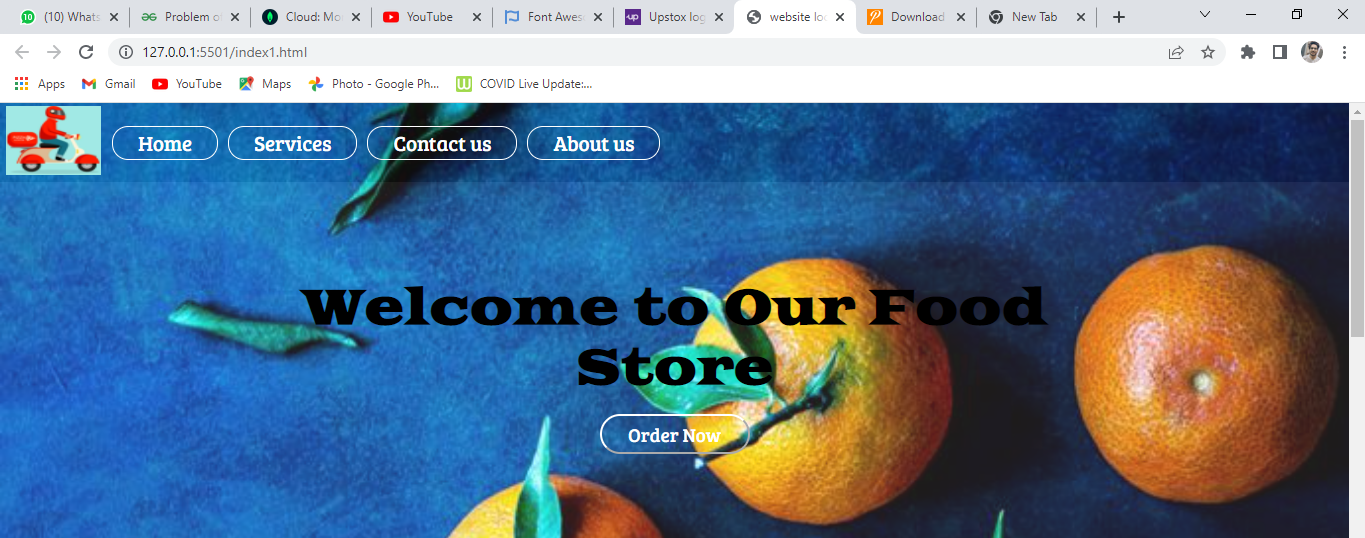 (10) Whats
Problem o
Cloud: Mo
YouTube
Font Awes
Upstox log
website lo
Download
New Tab
127.0.0.1:5501/index1.html
Apps
Gmail
YouTube
Maps
Photo - Google Ph...
COVID Live Update:...
Home
Services
Contact us
About us
Welcome to Our Food
Store
Order Now